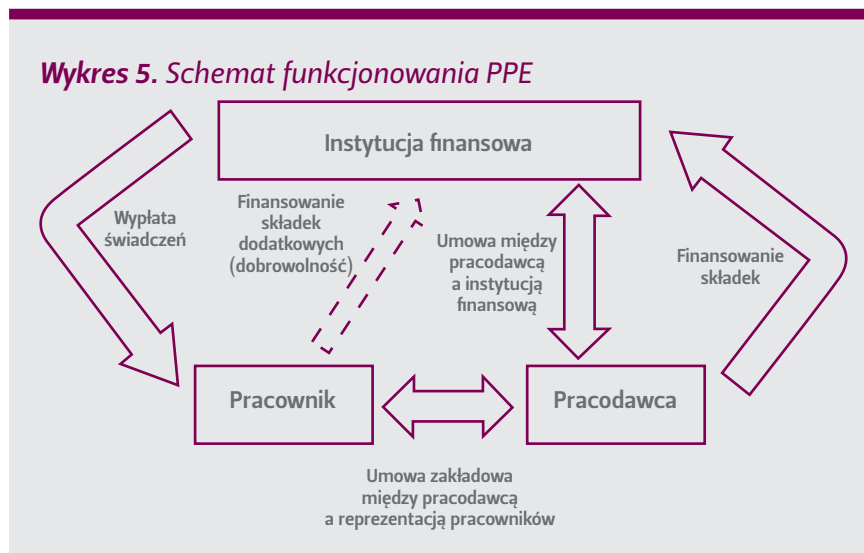 Wykres 5. Schemat funkcjonowania PPE
Instytucja finansowa
Wypłata
świadczeń
Finansowanie
składek
dodatkowych
(dobrowolność)
Umowa między
pracodawcą
a instytucją
finansową
Finansowanie
składek
Pracownik
Pracodawca
Umowa zakładowa
między pracodawcą
a reprezentacją pracowników